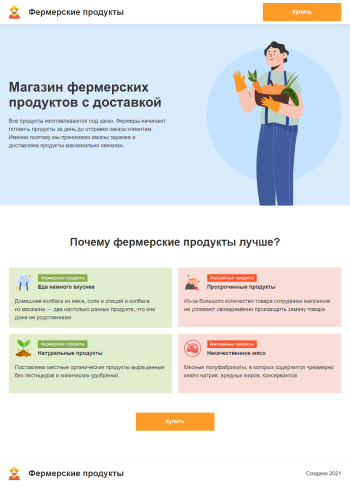 Фермерские продукты
Купить
Магазин фермерских
продуктов с доставкой
Все продукты изготавливаются под заказ. Фермеры начинают
готовить продукты за день до отправки заказа клиентам.
Именно поэтому мы принимаем заказы заранее и
доставляем продукты максимально свежими.
Почему фермерские продукты лучше?
Фермерские продукты
Еда намного вкуснее
Домашняя колбаса из мяса, соли и специй и колбаса
из магазина — два настолько разных продукта, что они
даже не родственники
Магазинные продукты
Просроченные продукты
Из-за большого количество товара сотрудники магазинов
не успевают своевременно производить замену товара
Фермерские продукты
Натуральные продукты
Поставляем местные органические продукты выращенные
без пестицидов и химических удобрений.
Магазинные продукты
Некачественное мясо
Мясные полуфабрикаты, в которых содержится чрезмерно
много натрия, вредных жиров, консервантов
Купить
Фермерские продукты
Создано 2021